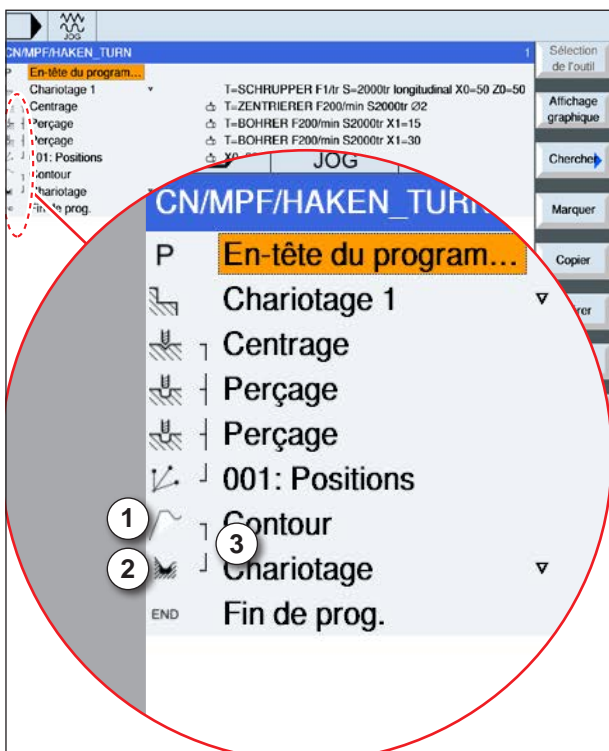 JOG
CN/MPF/HAKEN_TURN 1
P En-tête du program...
Chariotage 1 T=SCHRUPPER F1/tr S=2000tr longitudinal X0=50 Z0=50
Centrage T=ZENTRIERER F200/min S2000tr Ø2
Perçage T=BOHRER F200/min S2000tr X1=15
Perçage T=BOHRER F200/min S2000tr X1=30
001: Positions
Contour
Chariotage
Fin de prog.
Sélection
de l'outil
Affichage
graphique
Chercher
Marquer
Copier
JOG
CN/MPF/HAKEN_TURN
P En-tête du program...
Chariotage 1
Centrage
Perçage
Perçage
001: Positions
1 Contour
3
2 Chariotage
END Fin de prog.